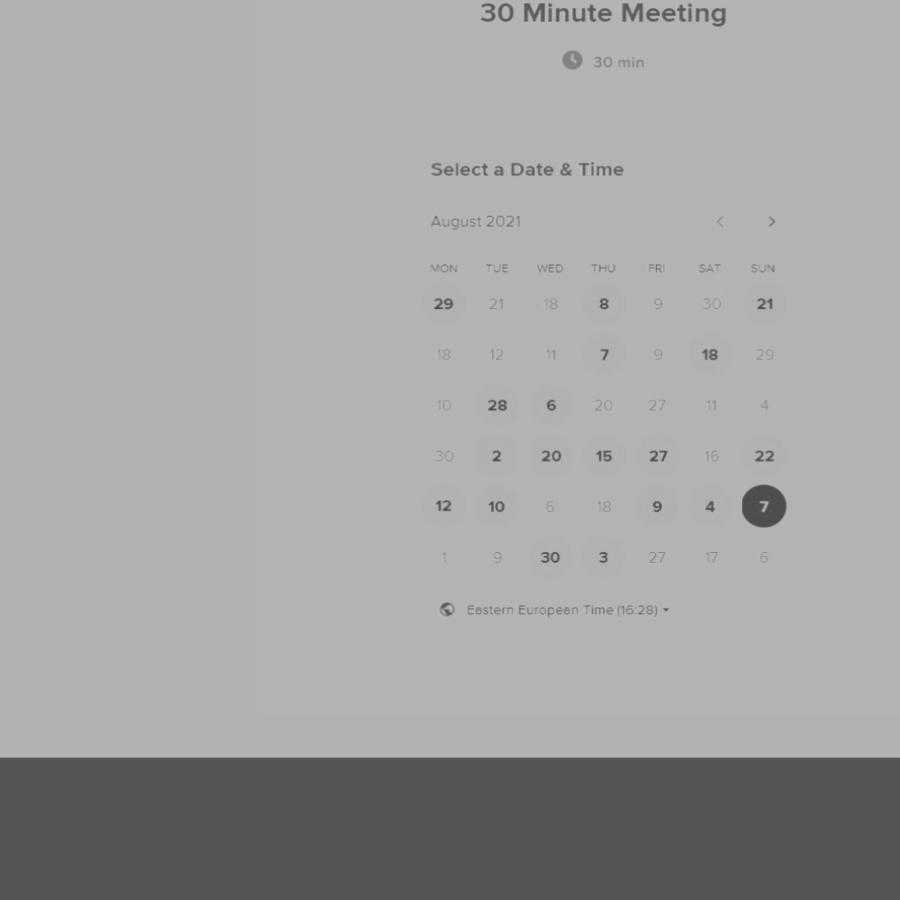 30 Minute Meeting
30 min
Select a Date & Time
August 2021
MON TUE WED THU FRI SAT SUN
29 21 18 8 9 30 21
18 12 11 7 9 18 29
10 28 6 20 27 11 4
30 2 20 15 27 16 22
12 10 6 18 9 4 7
1 9 30 3 27 17 6
Eastern European Time (16:28)